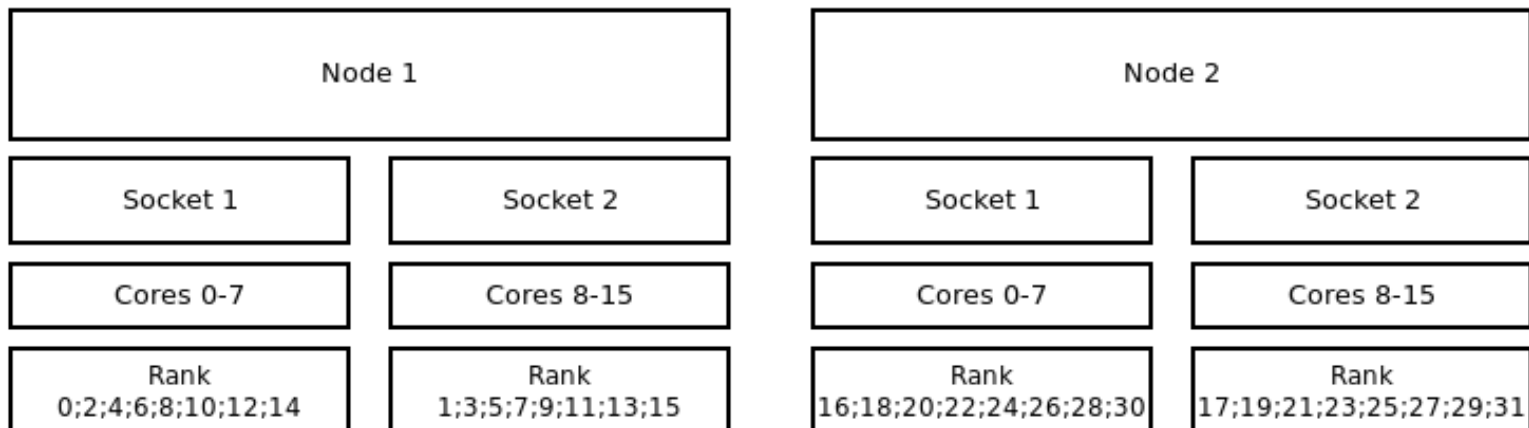 Node 1
Node 2
Socket 1
Socket 2
Socket 1
Socket 2
Cores 0-7
Cores 8-15
Cores 0-7
Cores 8-15
Rank
0;2;4;6;8;10;12;14
Rank
1;3;5;7;9;11;13;15
Rank
16;18;20;22;24;26;28;30
Rank
17;19;21;23;25;27;29;31